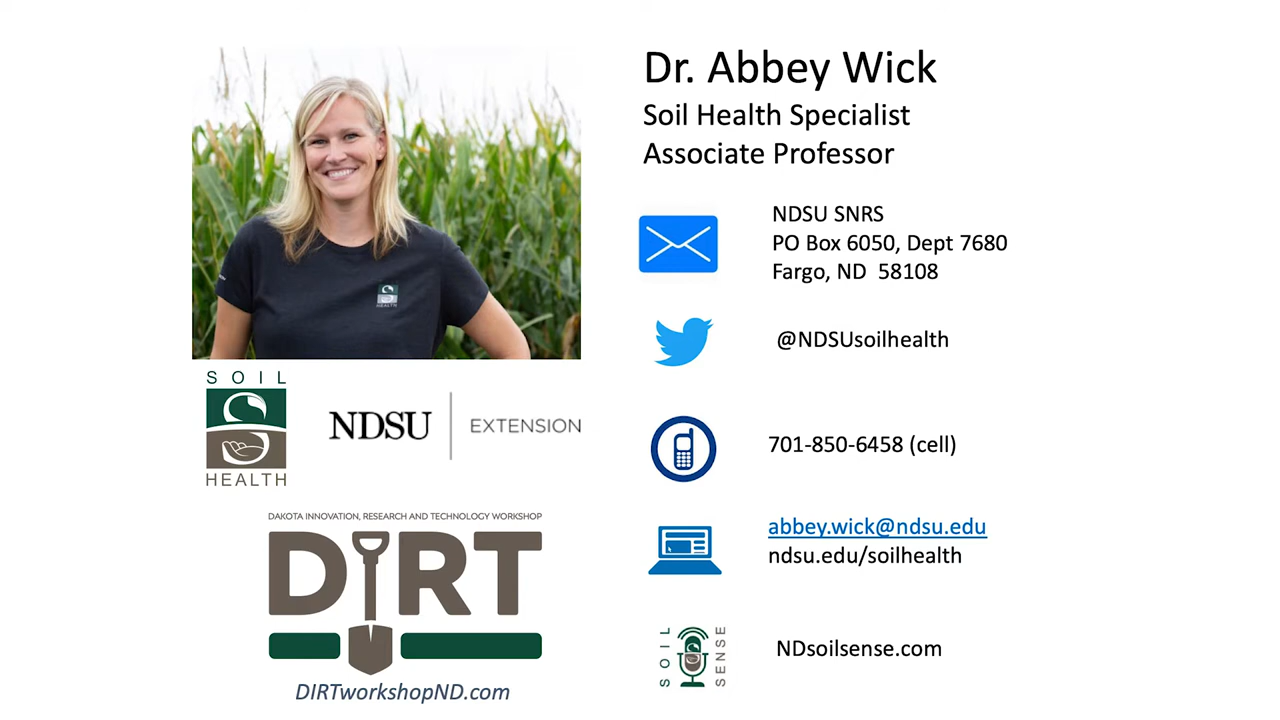 Dr. Abbey Wick
Soil Health Specialist
Associate Professor
NDSU SNRS
PO Box 6050, Dept 7680
Fargo, ND 58108
@NDSUsoilhealth
701-850-6458 (cell)
abbey.wick@ndsu.edu
ndsu.edu/soilhealth
SOIL SENSE
NDsoilsense.com
HEALTH
SOIL
HEALTH
NDSU EXTENSION
DAKOTA INNOVATION, RESEARCH AND TECHNOLOGY WORKSHOP
DIRT
DIRTworkshopND.com